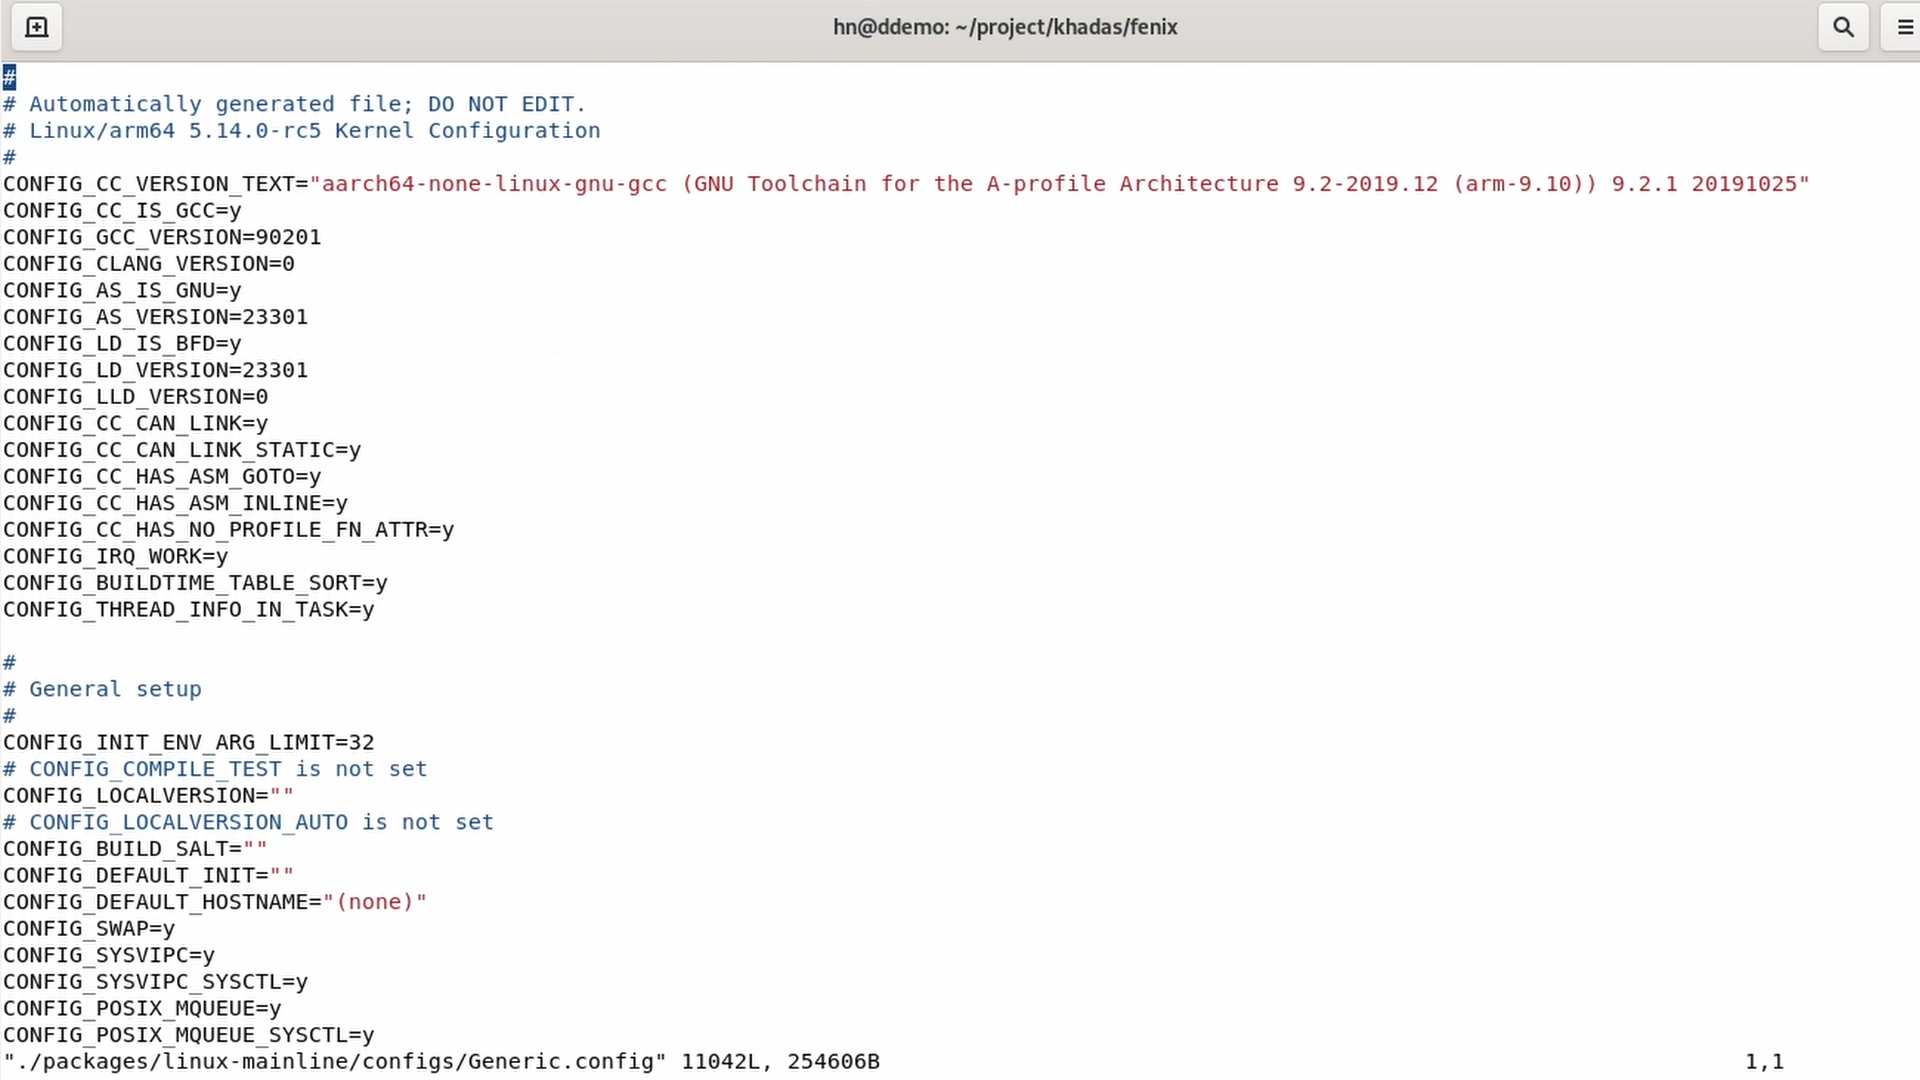 hn@ddemo: ~/project/khadas/fenix
#
# Automatically generated file; DO NOT EDIT.
# Linux/arm64 5.14.0-rc5 Kernel Configuration
#
CONFIG_CC_VERSION_TEXT="aarch64-none-linux-gnu-gcc (GNU Toolchain for the A-profile Architecture 9.2-2019.12 (arm-9.10)) 9.2.1 20191025"
CONFIG_CC_IS_GCC=y
CONFIG_GCC_VERSION=90201
CONFIG_CLANG_VERSION=0
CONFIG_AS_IS_GNU=y
CONFIG_AS_VERSION=23301
CONFIG_LD_IS_BFD=y
CONFIG_LD_VERSION=23301
CONFIG_LLD_VERSION=0
CONFIG_CC_CAN_LINK=y
CONFIG_CC_CAN_LINK_STATIC=y
CONFIG_CC_HAS_ASM_GOTO=y
CONFIG_CC_HAS_ASM_INLINE=y
CONFIG_CC_HAS_NO_PROFILE_FN_ATTR=y
CONFIG_IRQ_WORK=y
CONFIG_BUILDTIME_TABLE_SORT=y
CONFIG_THREAD_INFO_IN_TASK=y

#
# General setup
#
CONFIG_INIT_ENV_ARG_LIMIT=32
# CONFIG_COMPILE_TEST is not set
CONFIG_LOCALVERSION=""
# CONFIG_LOCALVERSION_AUTO is not set
CONFIG_BUILD_SALT=""
CONFIG_DEFAULT_INIT=""
CONFIG_DEFAULT_HOSTNAME="(none)"
CONFIG_SWAP=y
CONFIG_SYSVIPC=y
CONFIG_SYSVIPC_SYSCTL=y
CONFIG_POSIX_MQUEUE=y
CONFIG_POSIX_MQUEUE_SYSCTL=y
"./packages/linux-mainline/configs/Generic.config" 11042L, 254606B 1,1